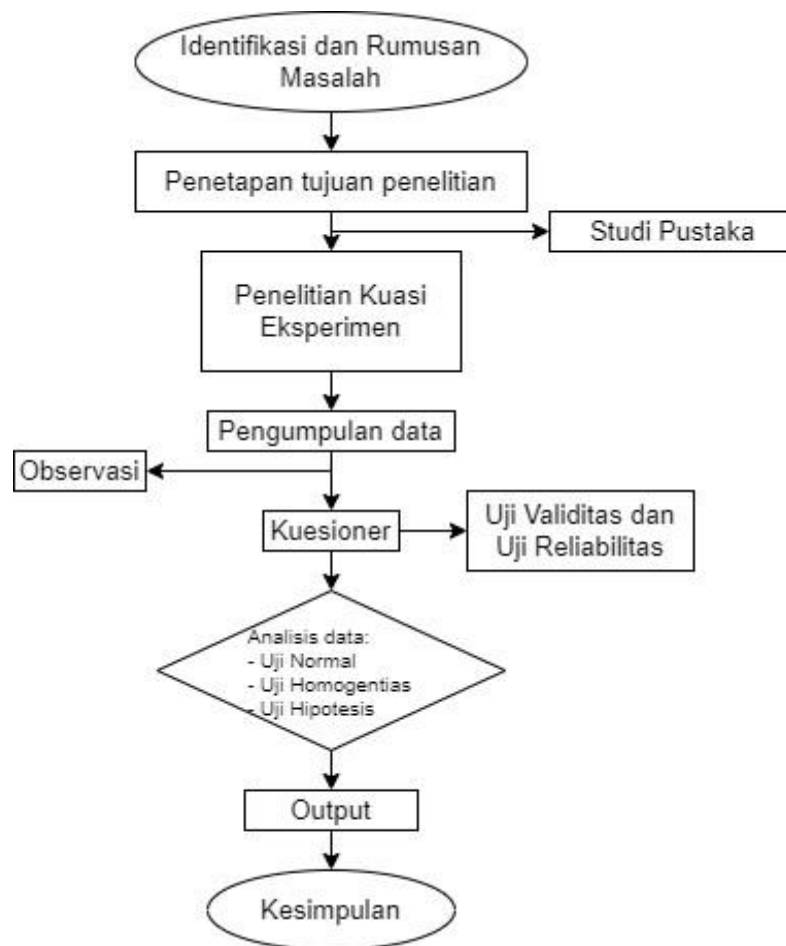 Identifikasi dan Rumusan
Masalah
Penetapan tujuan penelitian
Studi Pustaka
Penelitian Kuasi
Eksperimen
Pengumpulan data
Observasi
Kuesioner
Uji Validitas dan
Uji Reliabilitas
Analisis data:
- Uji Normal
- Uji Homogentias
- Uji Hipotesis
Output
Kesimpulan